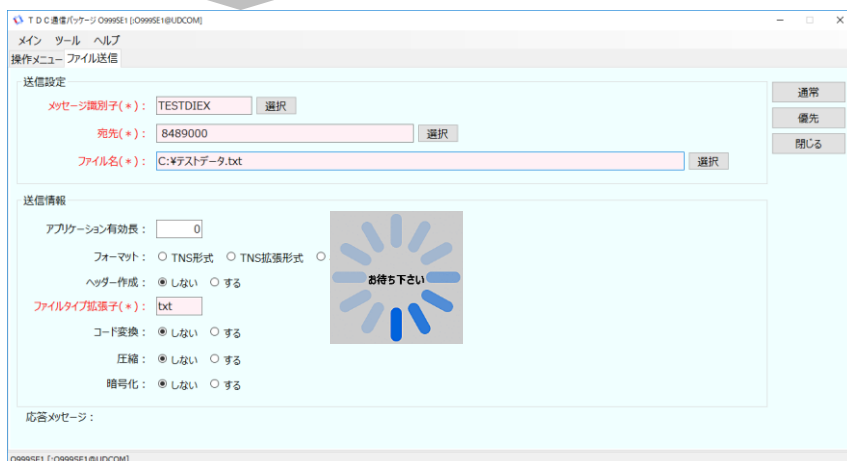 TDC通信パッケージ O999SE1 [:O999SE1@UDCOM]
メイン ツール ヘルプ
操作メニュー ファイル送信
送信設定
メッセージ識別子(*): TESTDIEX 選択
宛先(*): 8489000 選択
ファイル名(*): C:¥テストデータ.txt 選択
通常
優先
閉じる
送信情報
アプリケーション有効長: 0
フォーマット: TNS形式 TNS拡張形式
ヘッダー作成: しない する
ファイルタイプ拡張子(*): txt
コード変換: しない する
圧縮: しない する
暗号化: しない する
お待ち下さい
応答メッセージ:
O999SE1 [:O999SE1@UDCOM]